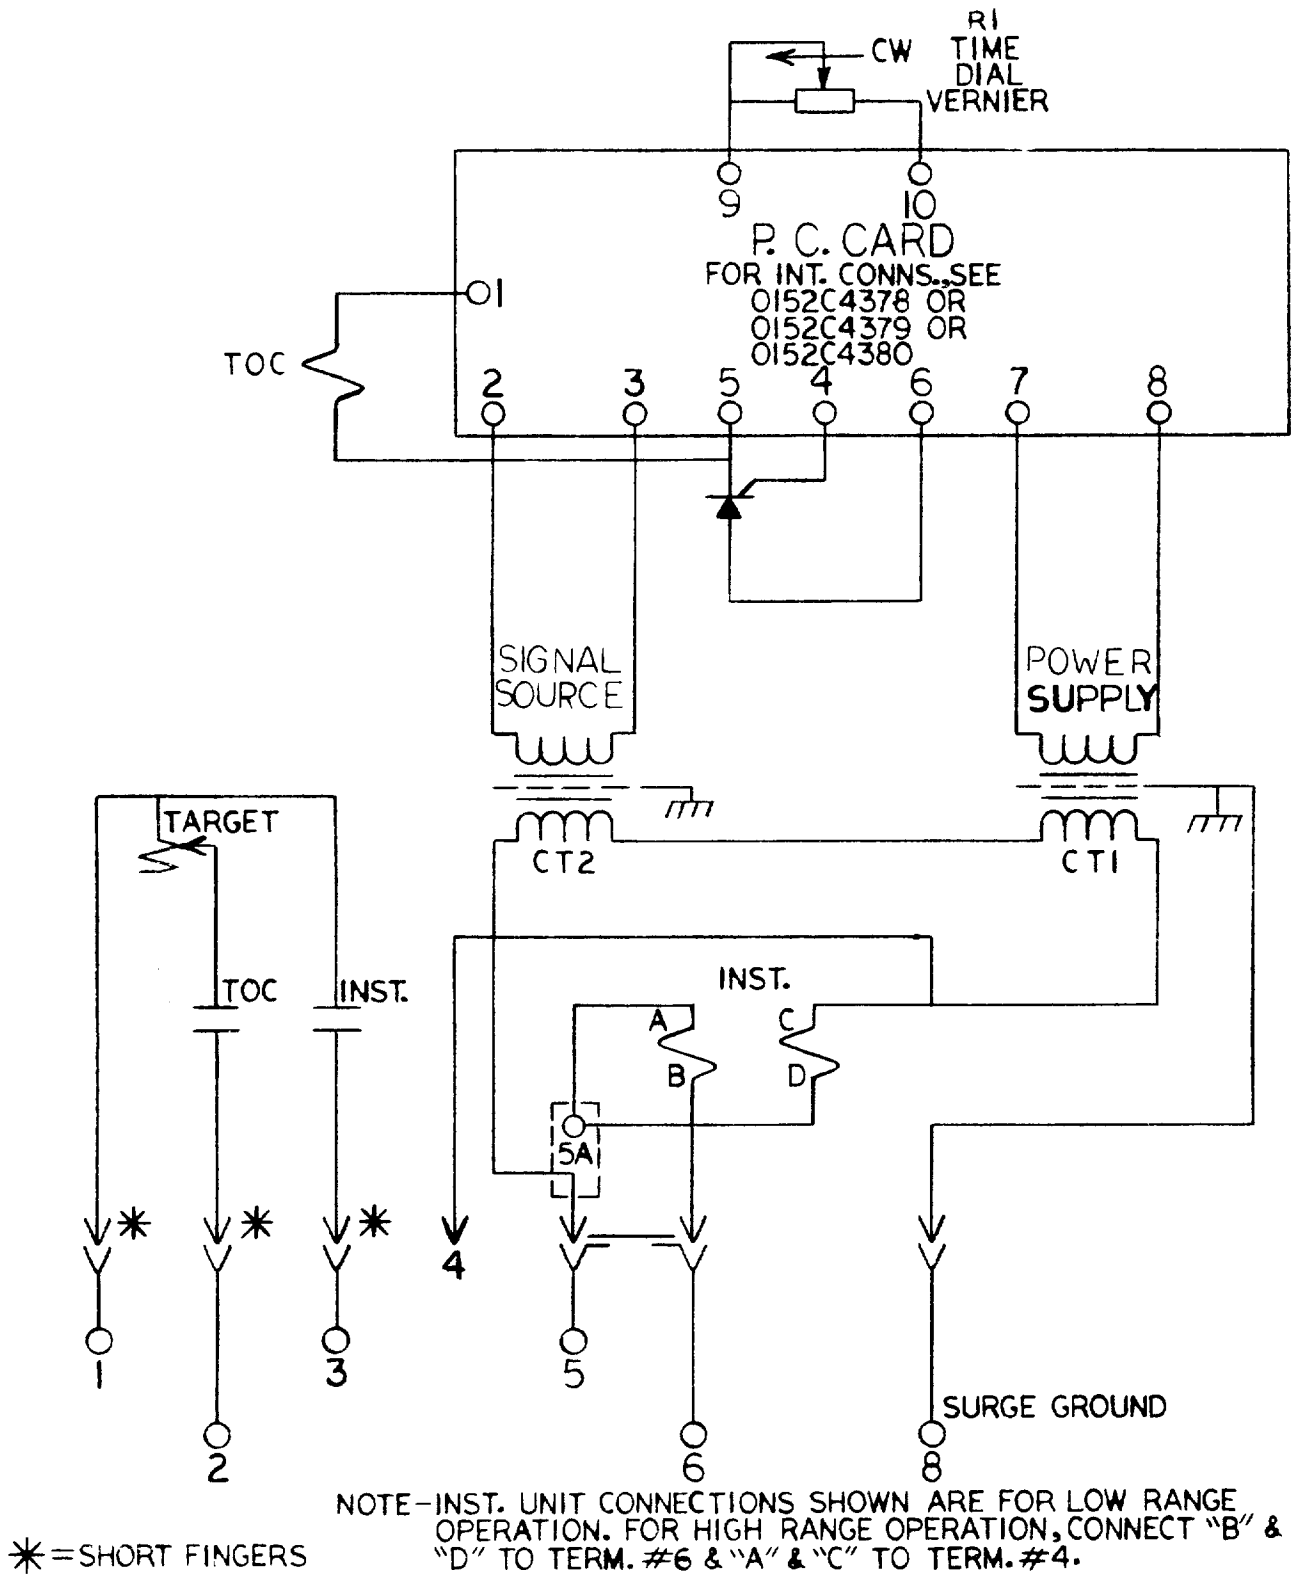 R1
CW TIME
DIAL
VERNIER
9 10
P. C. CARD
1 FOR INT. CONNS., SEE
0152C4378 OR
0152C4379 OR
0152C4380
TOC
2 3 5 4 6 7 8
SIGNAL
SOURCE
POWER
SUPPLY
TARGET
CT2 CT1
TOC INST. INST.
A C
B D
5A
* * *
4
1 3 5
SURGE GROUND
2 6 8
NOTE-INST. UNIT CONNECTIONS SHOWN ARE FOR LOW RANGE
OPERATION. FOR HIGH RANGE OPERATION, CONNECT "B" &
"D" TO TERM. #6 & "A" & "C" TO TERM. #4.
* = SHORT FINGERS